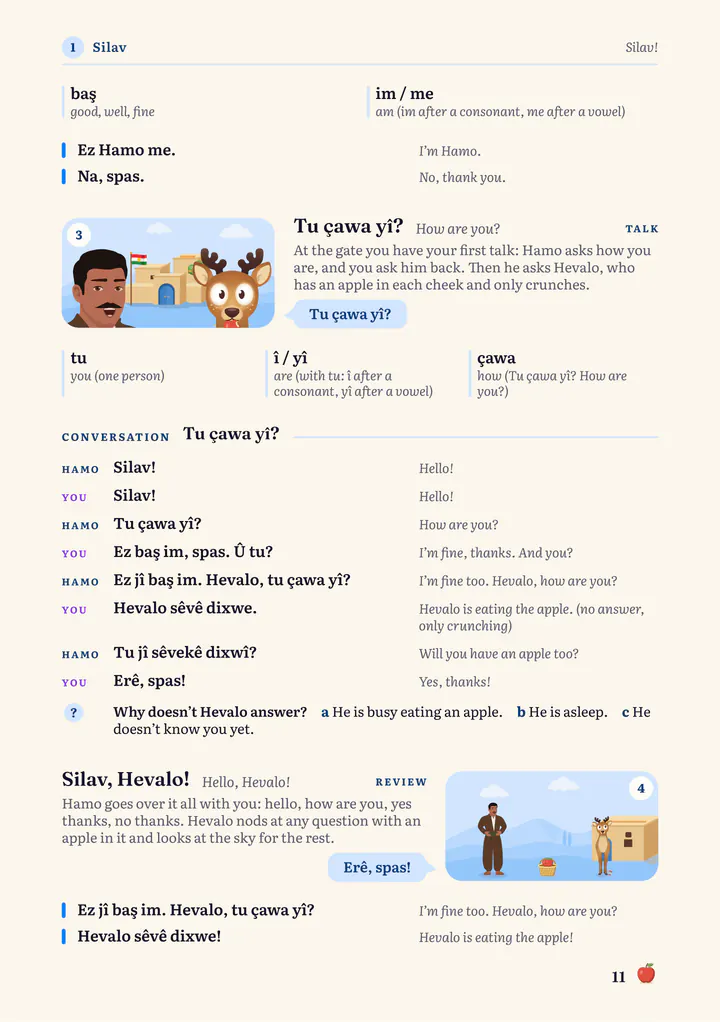 1 Silav
Silav!
baş
good, well, fine
im / me
am (im after a consonant, me after a vowel)
Ez Hamo me.
I’m Hamo.
Na, spas.
No, thank you.
3
Tu çawa yî? How are you?
TALK
At the gate you have your first talk: Hamo asks how you
are, and you ask him back. Then he asks Hevalo, who
has an apple in each cheek and only crunches.
Tu çawa yî?
tu
you (one person)
î / yî
are (with tu: î after a
consonant, yî after a vowel)
çawa
how (Tu çawa yî? How are
you?)
CONVERSATION Tu çawa yî?
HAMO Silav! Hello!
YOU Silav! Hello!
HAMO Tu çawa yî? How are you?
YOU Ez baş im, spas. Û tu? I’m fine, thanks. And you?
HAMO Ez jî baş im. Hevalo, tu çawa yî? I’m fine too. Hevalo, how are you?
YOU Hevalo sêvê dixwe. Hevalo is eating the apple. (no answer,
only crunching)
HAMO Tu jî sêvekê dixwî? Will you have an apple too?
YOU Erê, spas! Yes, thanks!
? Why doesn’t Hevalo answer? a He is busy eating an apple. b He is asleep. c He
doesn’t know you yet.
Silav, Hevalo! Hello, Hevalo!
REVIEW
Hamo goes over it all with you: hello, how are you, yes
thanks, no thanks. Hevalo nods at any question with an
apple in it and looks at the sky for the rest.
Erê, spas!
4
Ez jî baş im. Hevalo, tu çawa yî? I’m fine too. Hevalo, how are you?
Hevalo sêvê dixwe! Hevalo is eating the apple!
11